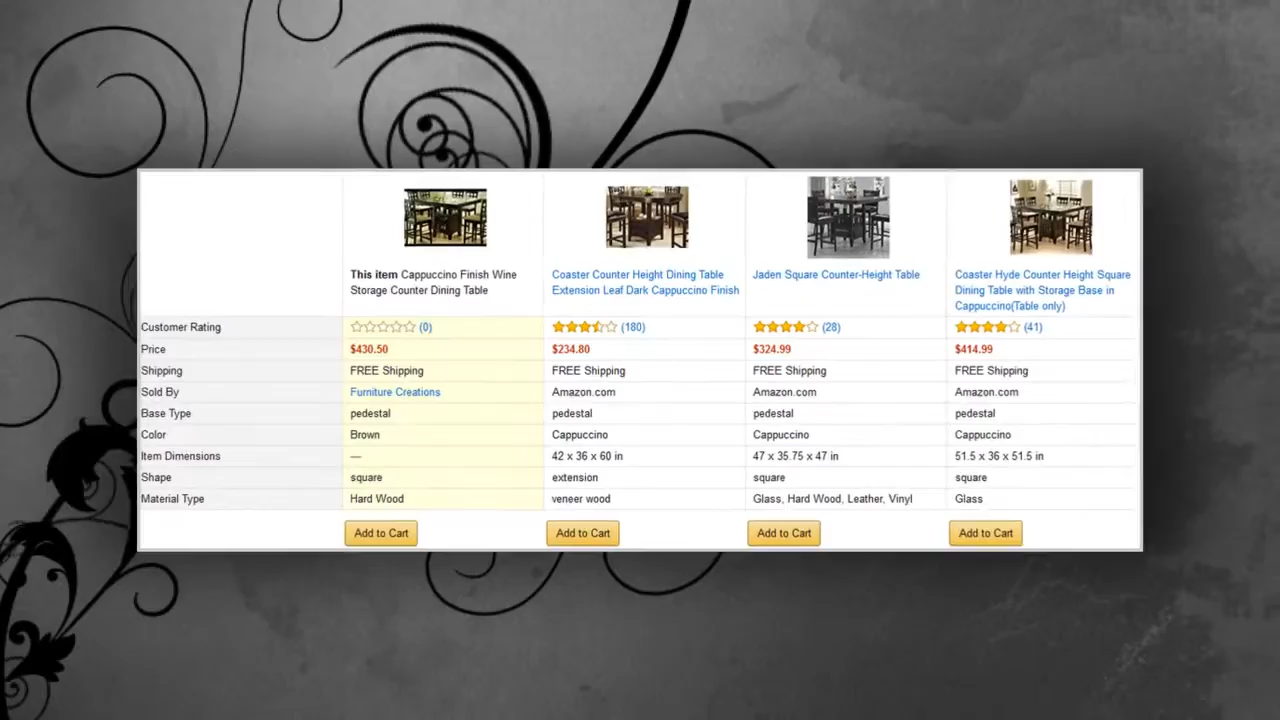 This item Cappuccino Finish Wine
Storage Counter Dining Table
Coaster Counter Height Dining Table
Extension Leaf Dark Cappuccino Finish
Jaden Square Counter-Height Table
Coaster Hyde Counter Height Square
Dining Table with Storage Base in
Cappuccino(Table only)
Customer Rating (0) (180) (28) (41)
Price $430.50 $234.80 $324.99 $414.99
Shipping FREE Shipping FREE Shipping FREE Shipping FREE Shipping
Sold By Furniture Creations Amazon.com Amazon.com Amazon.com
Base Type pedestal pedestal pedestal pedestal
Color Brown Cappuccino Cappuccino Cappuccino
Item Dimensions — 42 x 36 x 60 in 47 x 35.75 x 47 in 51.5 x 36 x 51.5 in
Shape square extension square square
Material Type Hard Wood veneer wood Glass, Hard Wood, Leather, Vinyl Glass
Add to Cart Add to Cart Add to Cart Add to Cart